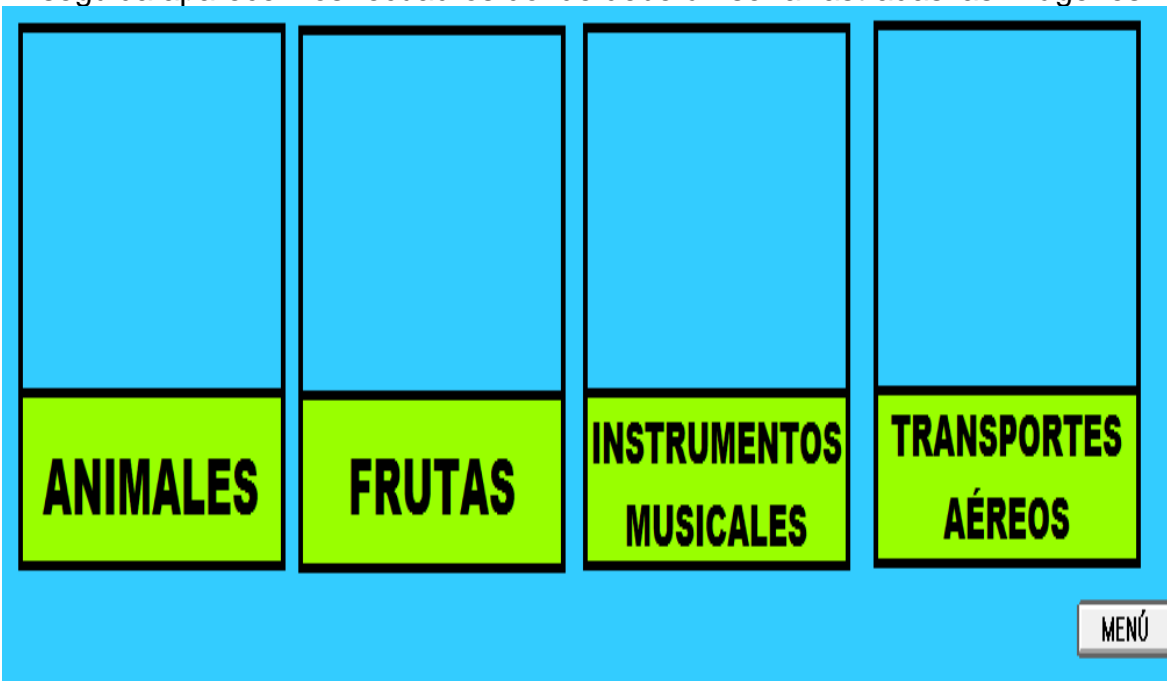 ANIMALES
FRUTAS
INSTRUMENTOS
MUSICALES
TRANSPORTES
AÉREOS
MENÚ